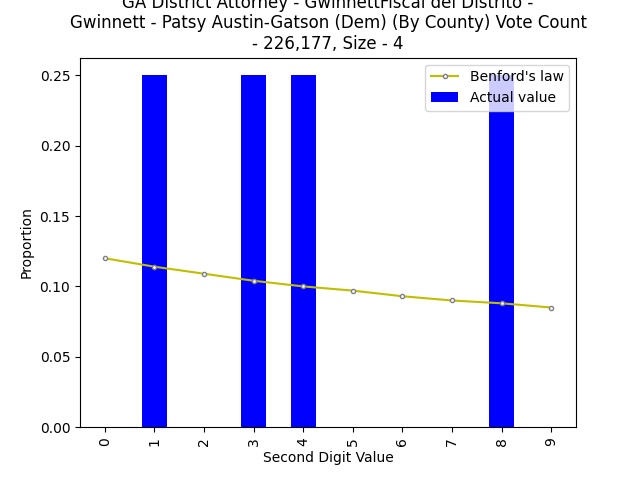 GA District Attorney - GwinnettFiscal del Distrito -
Gwinnett - Patsy Austin-Gatson (Dem) (By County) Vote Count
- 226,177, Size - 4
Benford's law
Actual value
0.25
0.20
0.15
0.10
0.05
0.00
Proportion
0 1 2 3 4 5 6 7 8 9
Second Digit Value